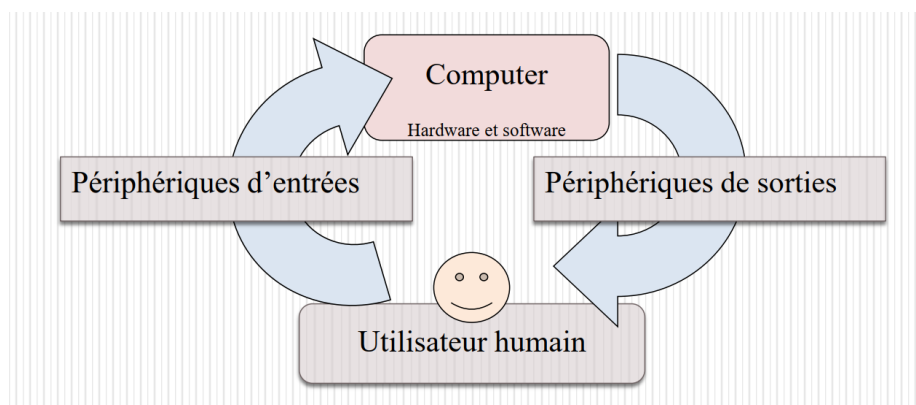 Computer
Hardware et software
Périphériques d’entrées
Périphériques de sorties
Utilisateur humain